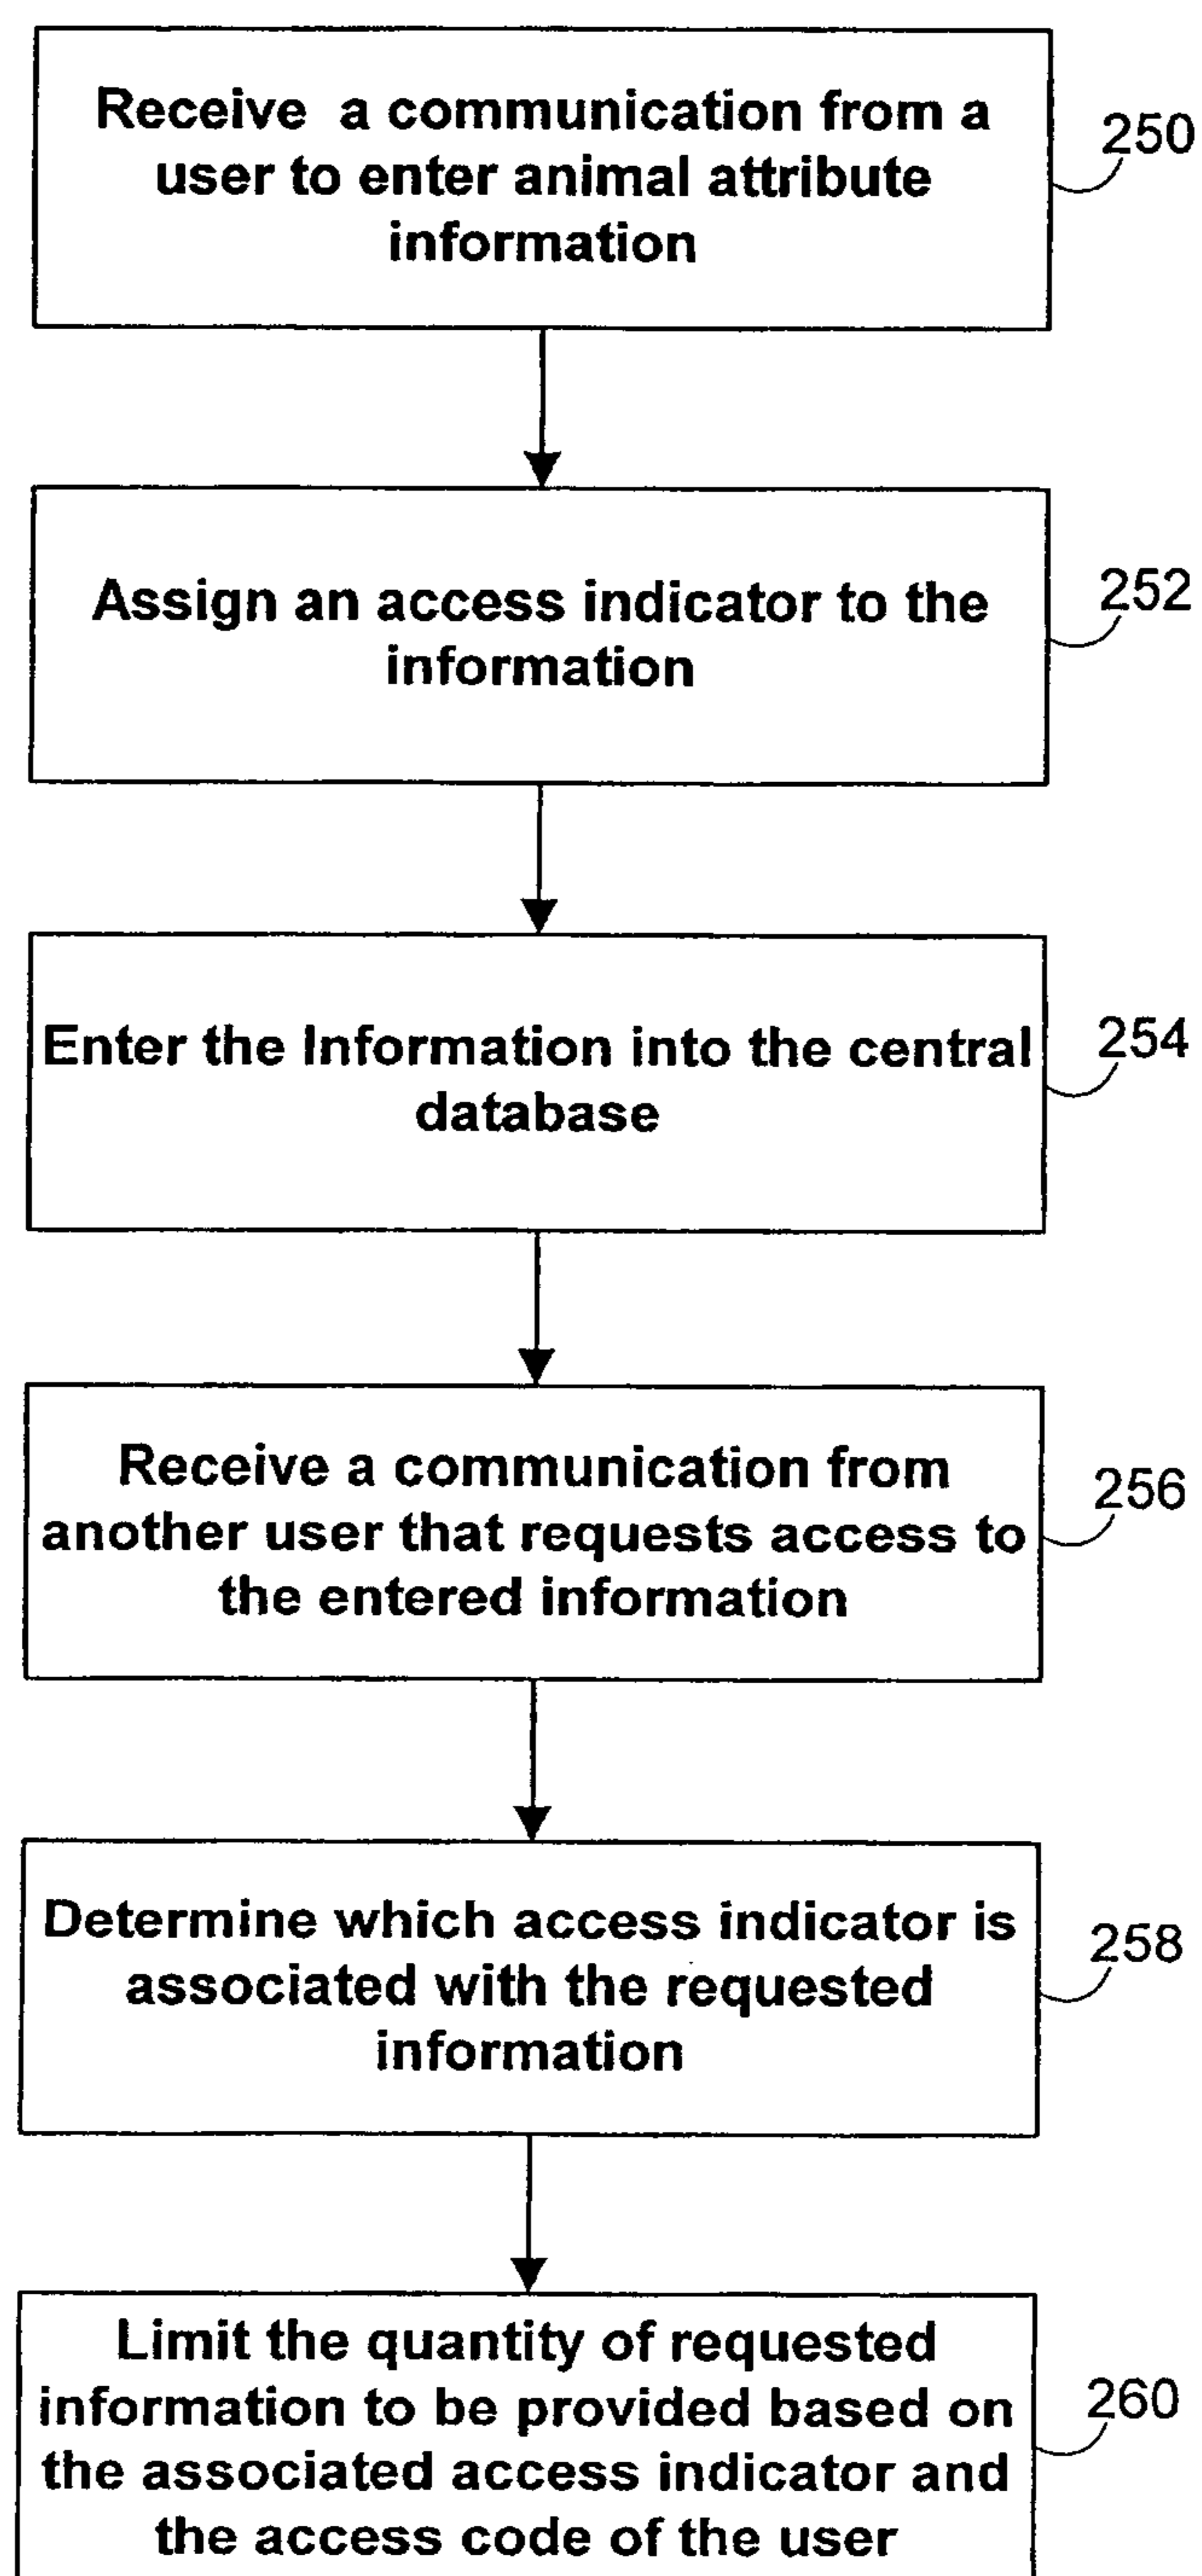 Receive a communication from a
user to enter animal attribute
information
250
Assign an access indicator to the
information
252
Enter the Information into the central
database
254
Receive a communication from
another user that requests access to
the entered information
256
Determine which access indicator is
associated with the requested
information
258
Limit the quantity of requested
information to be provided based on
the associated access indicator and
the access code of the user
260